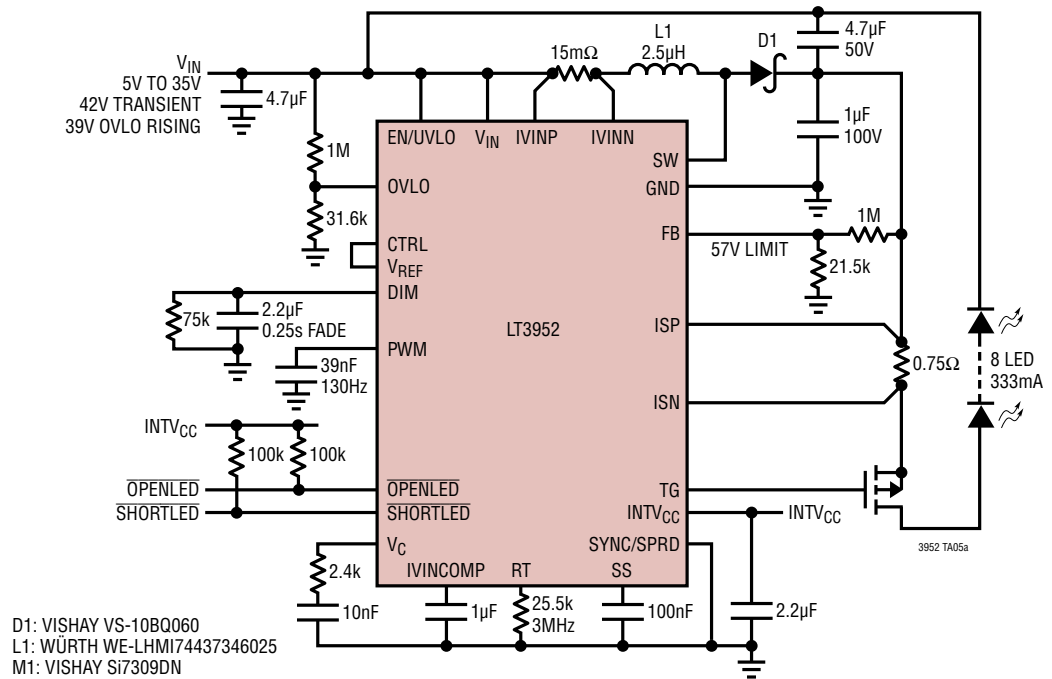 L1
2.5µH
15mΩ
D1
4.7µF
50V
V_IN
5V TO 35V
42V TRANSIENT
39V OVLO RISING
4.7µF
1M
31.6k
EN/UVLO
V_IN
IVINP
IVINN
SW
GND
1µF
100V
OVLO
FB
57V LIMIT
1M
21.5k
CTRL
V_REF
DIM
75k
2.2µF
0.25s FADE
PWM
39nF
130Hz
LT3952
ISP
0.75Ω
ISN
8 LED
333mA
INTV_CC
100k
100k
OPENLED
SHORTLED
OPENLED
SHORTLED
TG
INTV_CC
INTV_CC
V_C
SYNC/SPRD
3952 TA05a
IVINCOMP
RT
SS
2.4k
10nF
1µF
25.5k
3MHz
100nF
2.2µF
D1: VISHAY VS-10BQ060
L1: WÜRTH WE-LHMI74437346025
M1: VISHAY Si7309DN